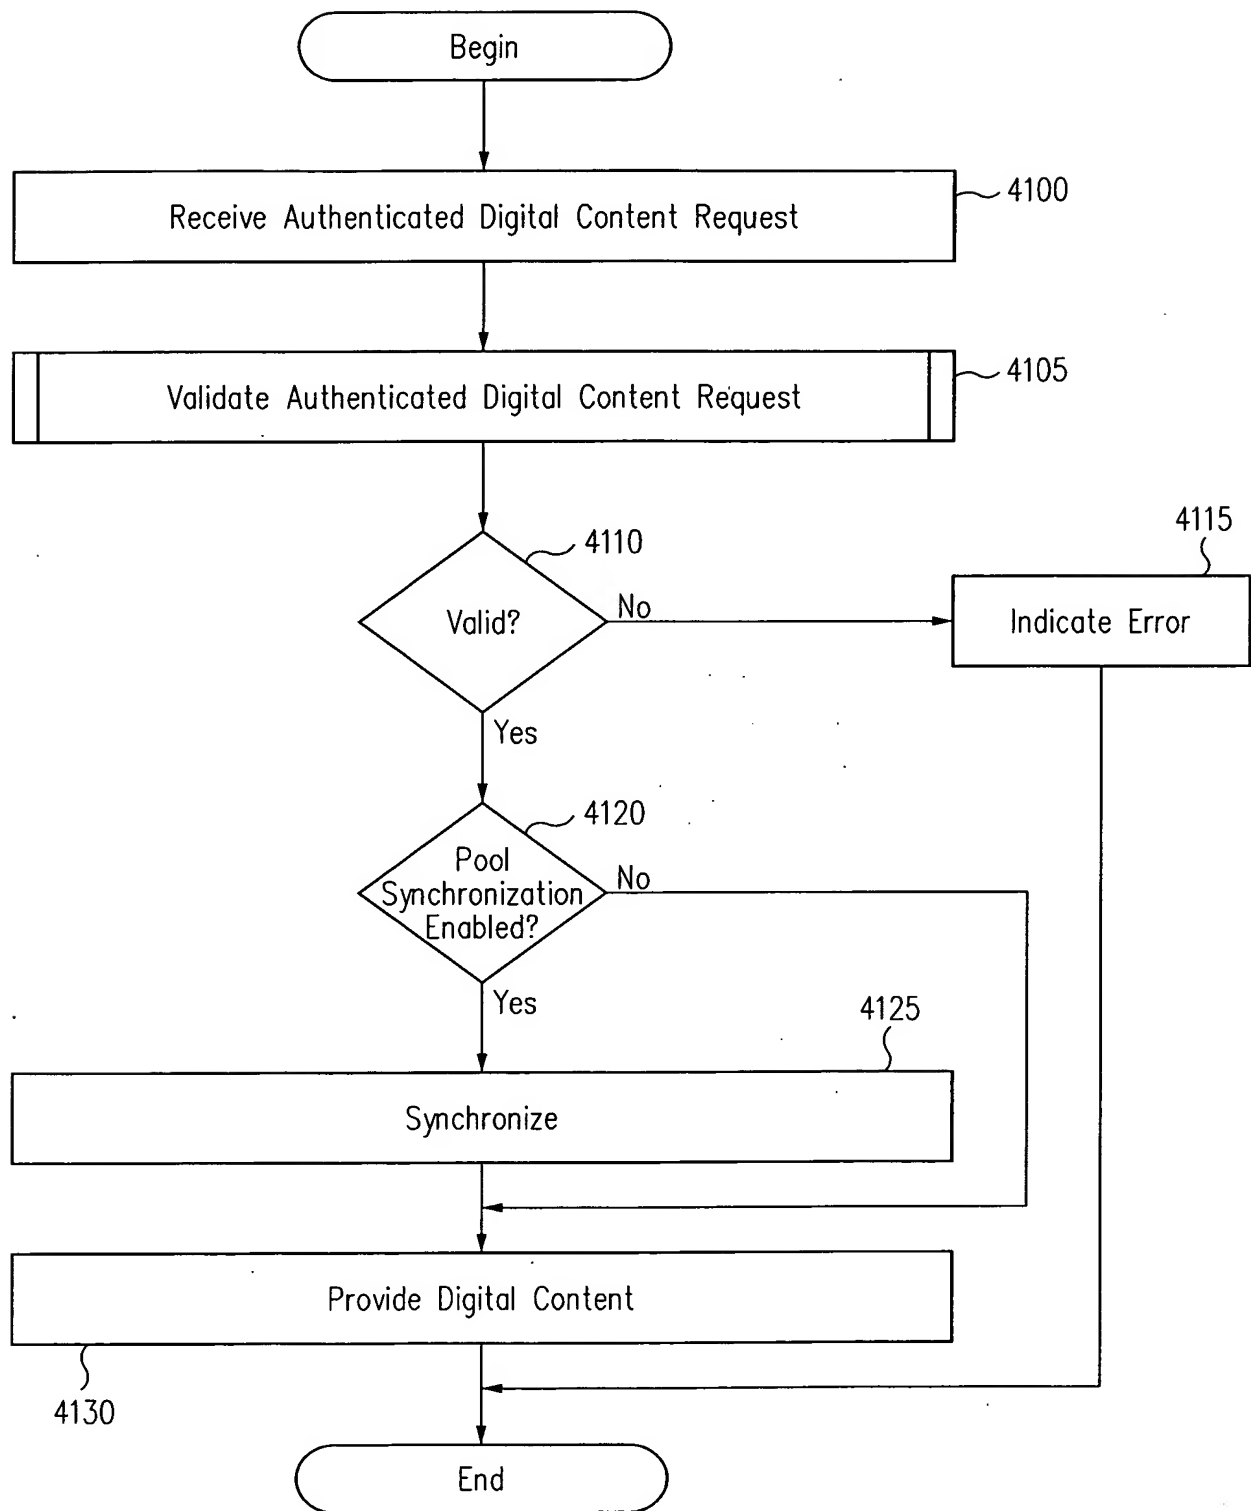 Begin
Receive Authenticated Digital Content Request
4100
Validate Authenticated Digital Content Request
4105
4110
Valid?
No
4115
Indicate Error
Yes
4120
Pool
Synchronization
Enabled?
No
Yes
4125
Synchronize
Provide Digital Content
4130
End